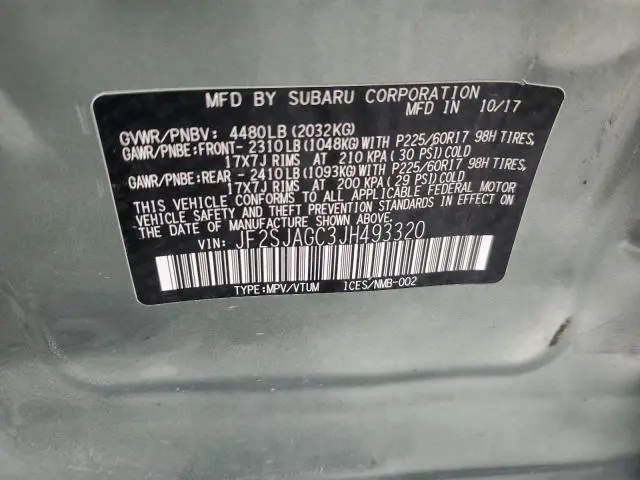 MFD BY SUBARU CORPORATION
MFD IN 10/17
GVWR/PNBV: 4480LB(2032KG)
GAWR/PNBE:FRONT- 2310LB(1048KG)WITH P225/60R17 98H TIRES,
17X7J RIMS AT 210 KPA(30 PSI)COLD
GAWR/PNBE:REAR - 2410LB(1093KG)WITH P225/60R17 98H TIRES,
17X7J RIMS AT 200 KPA(29 PSI)COLD
THIS VEHICLE CONFORMS TO ALL APPLICABLE FEDERAL MOTOR
VEHICLE SAFETY AND THEFT PREVENTION STANDARDS IN EFFECT ON
THE DATE OF MANUFACTURE SHOWN ABOVE.
VIN: JF2SJAGC3JH493320
TYPE:MPV/VTUM ICES/NMB-002